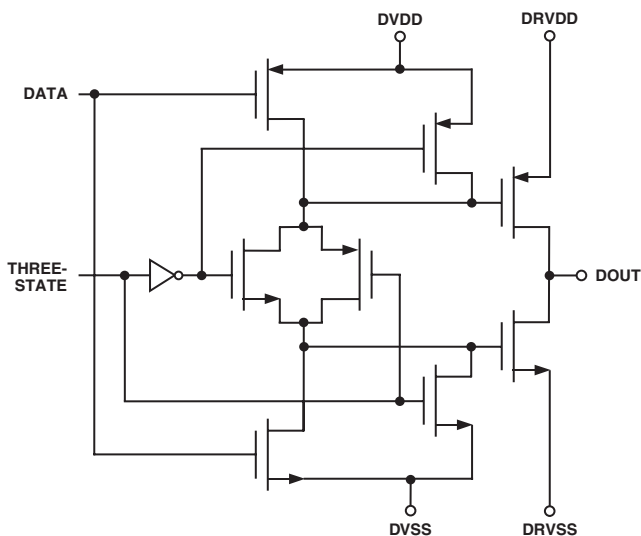 DVDD
DRVDD
DATA
THREE-
STATE
DOUT
DVSS
DRVSS